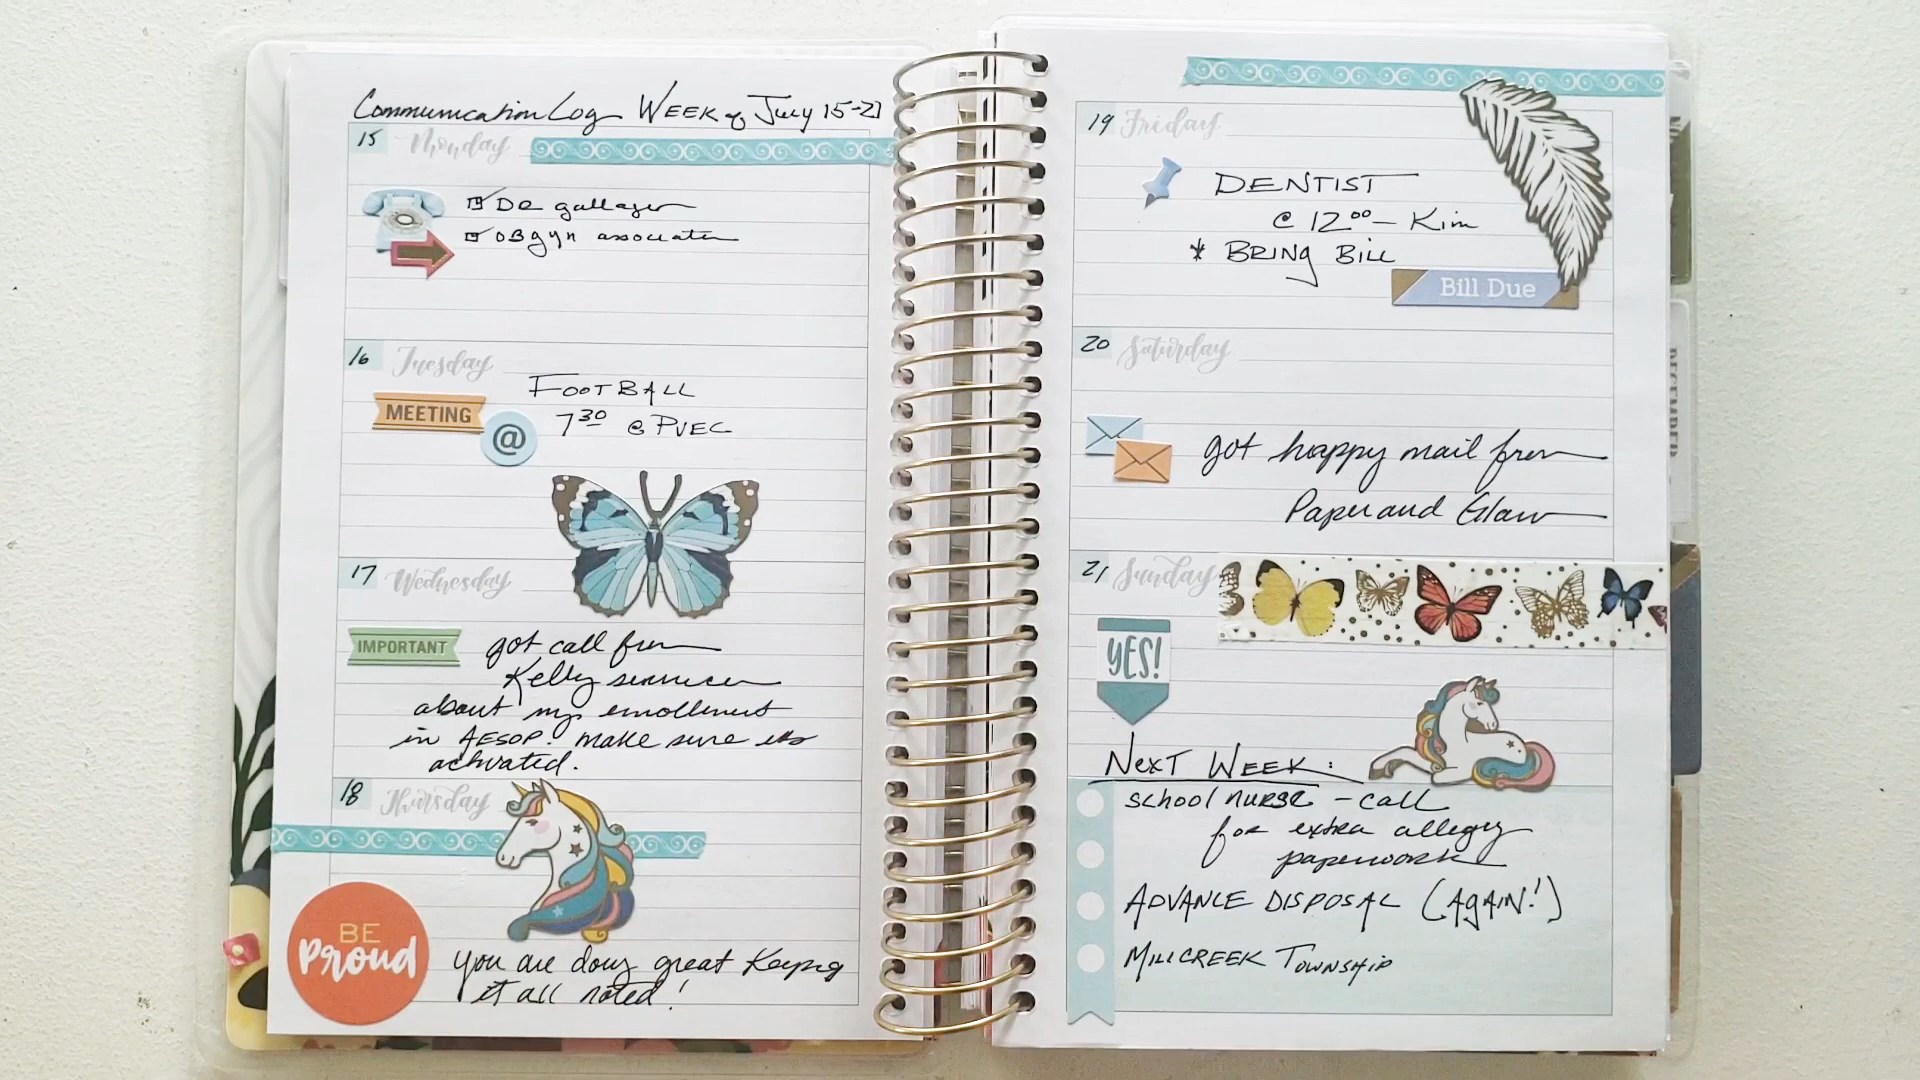 Communication Log Week of July 15-21
15 Monday
Dr gallager
OBgyn associates
16 Tuesday
FOOTBALL
MEETING
@
7 30 @ PVEC
17 Wednesday
IMPORTANT
got call from
Kelly services
about my enrollment
in AESOP. make sure its
activated.
18 Thursday
BE
Proud
you are doing great Keeping
it all noted!
19 Friday
DENTIST
@ 12 00 - Kim
* BRING BILL
Bill Due
20 Saturday
got happy mail from
Paper and Glam
21 Sunday
YES!
NEXT WEEK:
school nurse - call
for extra allergy
paperwork
ADVANCE DISPOSAL (AGAIN!)
MILLCREEK TOWNSHIP